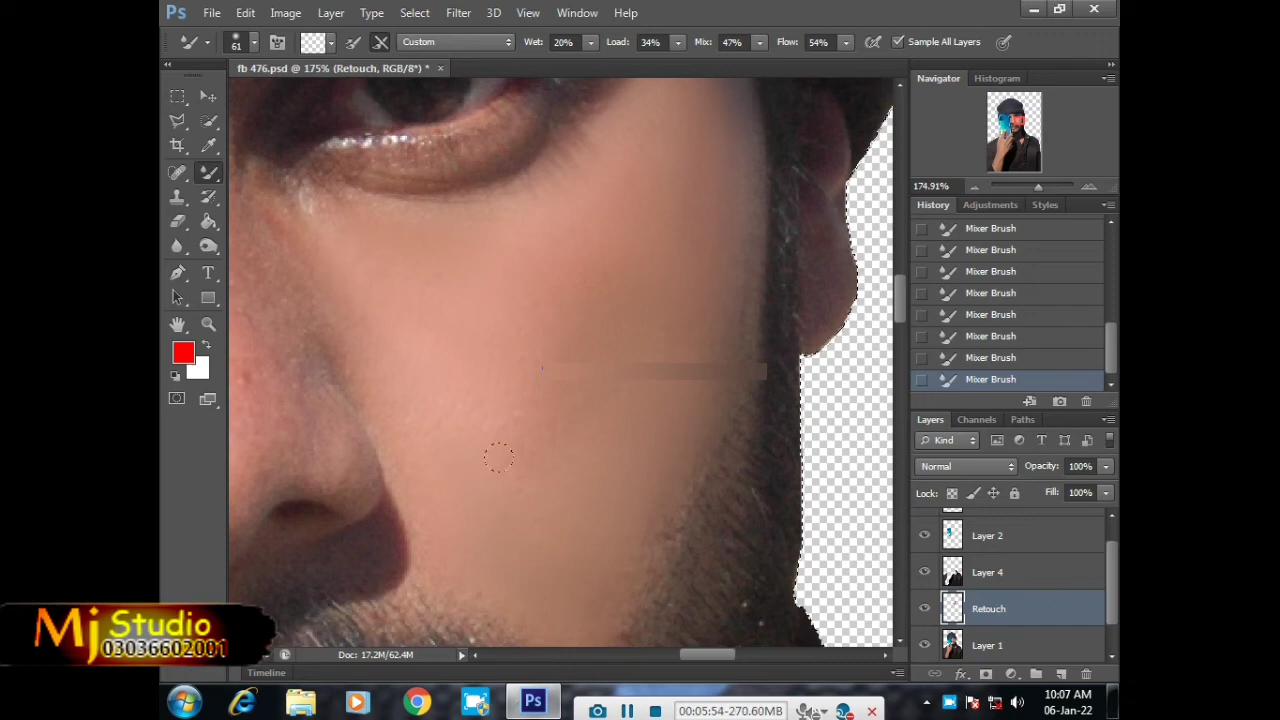 Ps File Edit Image Layer Type Select Filter 3D View Window Help
61 Custom Wet: 20% Load: 34% Mix: 47% Flow: 54% Sample All Layers
fb 476.psd @ 175% (Retouch, RGB/8*) *
Navigator Histogram
174.91%
History Adjustments Styles
Mixer Brush
Mixer Brush
Mixer Brush
Mixer Brush
Mixer Brush
Mixer Brush
Mixer Brush
Mixer Brush
Layers Channels Paths
Kind
Normal Opacity: 100%
Lock: Fill: 100%
Layer 2
Layer 4
Retouch
Layer 1
Mj Studio
03036602001
Doc: 17.2M/62.4M
Timeline
Ps
00:05:54-270.60MB
10:07 AM
06-Jan-22